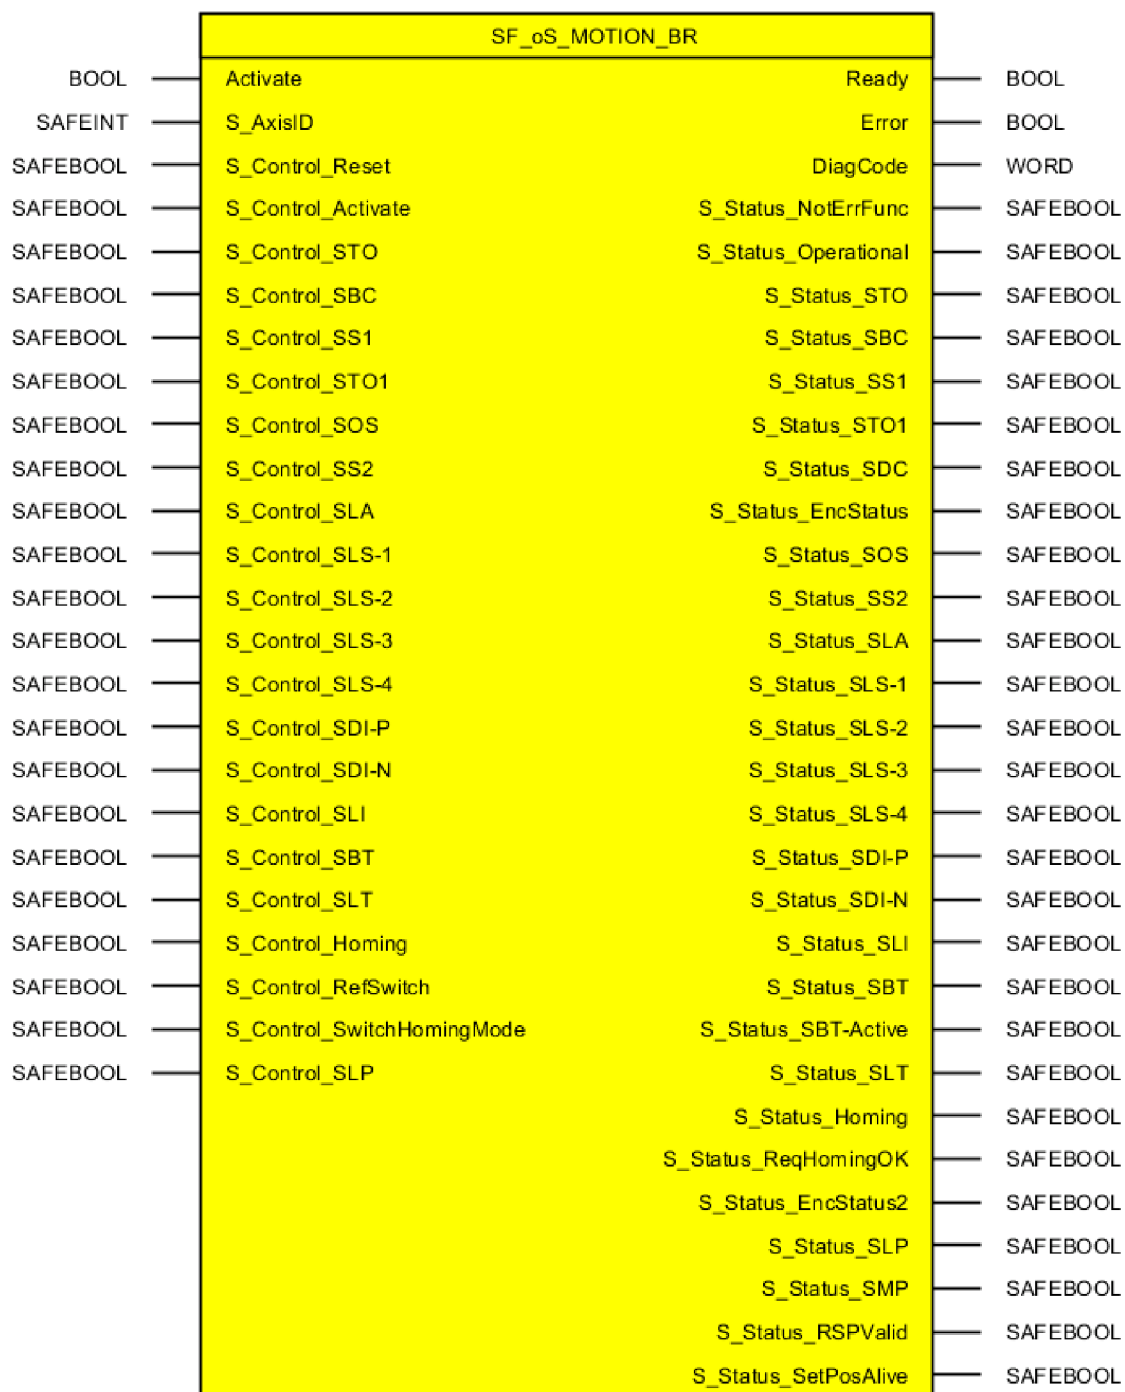 SF_oS_MOTION_BR
BOOL Activate Ready BOOL
SAFEINT S_AxisID Error BOOL
SAFEBOOL S_Control_Reset DiagCode WORD
SAFEBOOL S_Control_Activate S_Status_NotErrFunc SAFEBOOL
SAFEBOOL S_Control_STO S_Status_Operational SAFEBOOL
SAFEBOOL S_Control_SBC S_Status_STO SAFEBOOL
SAFEBOOL S_Control_SS1 S_Status_SBC SAFEBOOL
SAFEBOOL S_Control_STO1 S_Status_SS1 SAFEBOOL
SAFEBOOL S_Control_SOS S_Status_STO1 SAFEBOOL
SAFEBOOL S_Control_SS2 S_Status_SDC SAFEBOOL
SAFEBOOL S_Control_SLA S_Status_EncStatus SAFEBOOL
SAFEBOOL S_Control_SLS-1 S_Status_SOS SAFEBOOL
SAFEBOOL S_Control_SLS-2 S_Status_SS2 SAFEBOOL
SAFEBOOL S_Control_SLS-3 S_Status_SLA SAFEBOOL
SAFEBOOL S_Control_SLS-4 S_Status_SLS-1 SAFEBOOL
SAFEBOOL S_Control_SDI-P S_Status_SLS-2 SAFEBOOL
SAFEBOOL S_Control_SDI-N S_Status_SLS-3 SAFEBOOL
SAFEBOOL S_Control_SLI S_Status_SLS-4 SAFEBOOL
SAFEBOOL S_Control_SBT S_Status_SDI-P SAFEBOOL
SAFEBOOL S_Control_SLT S_Status_SDI-N SAFEBOOL
SAFEBOOL S_Control_Homing S_Status_SLI SAFEBOOL
SAFEBOOL S_Control_RefSwitch S_Status_SBT SAFEBOOL
SAFEBOOL S_Control_SwitchHomingMode S_Status_SBT-Active SAFEBOOL
SAFEBOOL S_Control_SLP S_Status_SLT SAFEBOOL
S_Status_Homing SAFEBOOL
S_Status_ReqHomingOK SAFEBOOL
S_Status_EncStatus2 SAFEBOOL
S_Status_SLP SAFEBOOL
S_Status_SMP SAFEBOOL
S_Status_RSPValid SAFEBOOL
S_Status_SetPosAlive SAFEBOOL